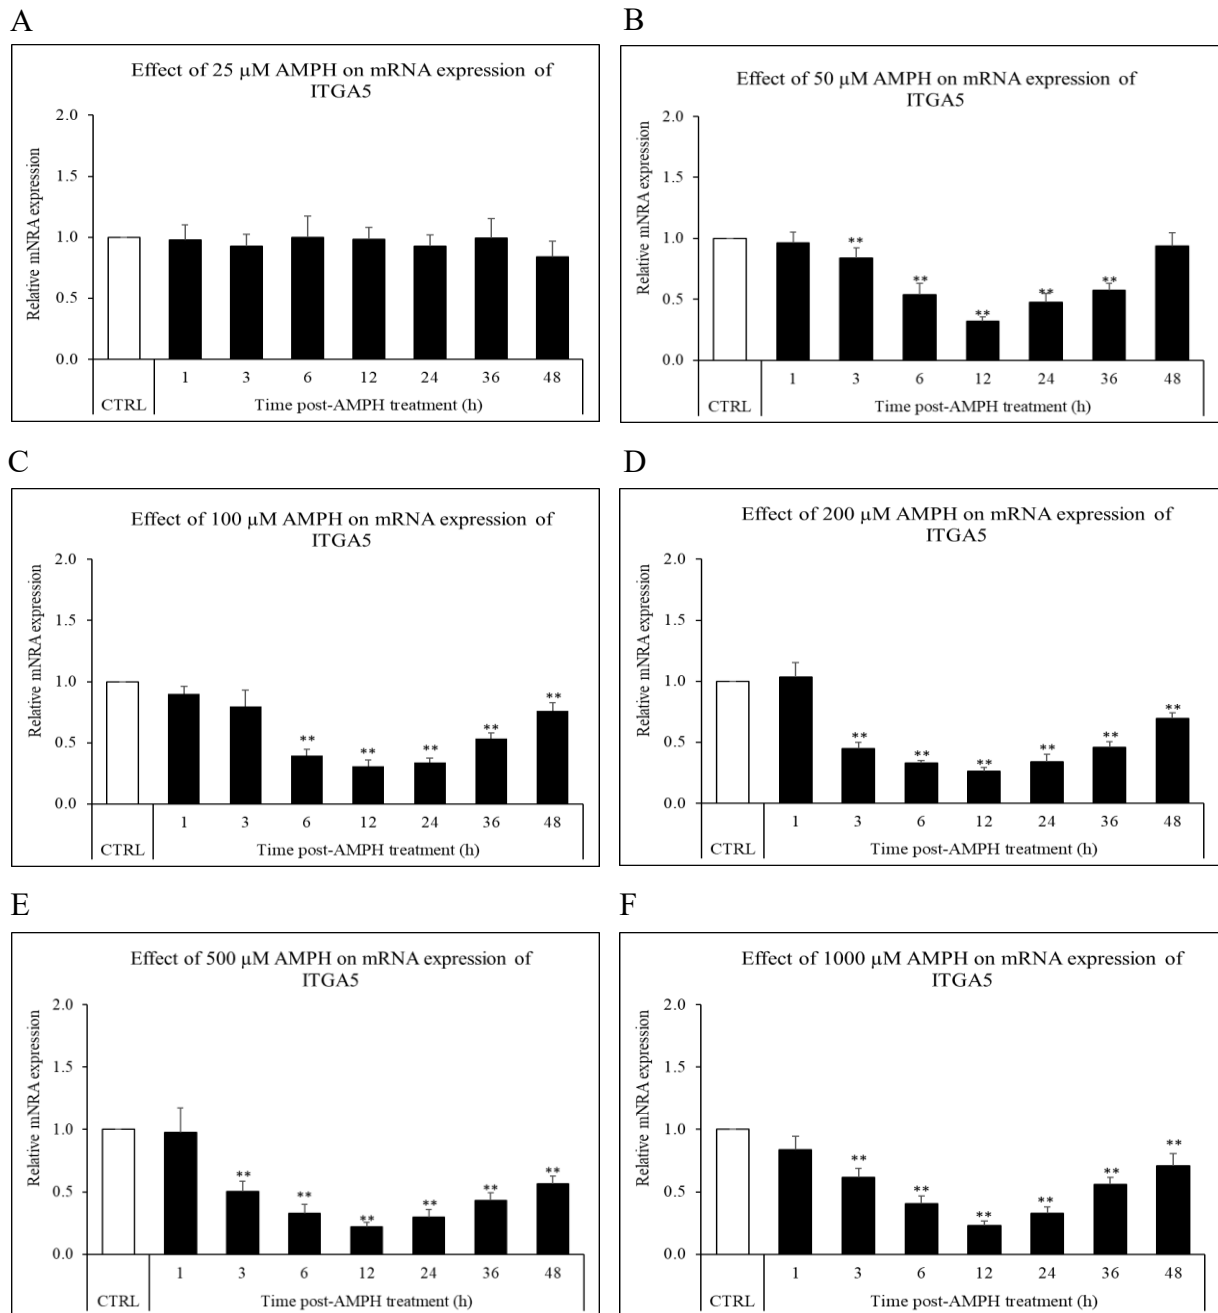 A
Effect of 25 μM AMPH on mRNA expression of
ITGA5
Relative mNRA expression
2.0
1.5
1.0
0.5
0.0
1 3 6 12 24 36 48
CTRL Time post-AMPH treatment (h)
B
Effect of 50 μM AMPH on mRNA expression of
ITGA5
Relative mNRA expression
2.0
1.5
1.0
0.5
0.0
** ** ** ** **
1 3 6 12 24 36 48
CTRL Time post-AMPH treatment (h)
C
Effect of 100 μM AMPH on mRNA expression of
ITGA5
Relative mNRA expression
2.0
1.5
1.0
0.5
0.0
** ** ** ** **
1 3 6 12 24 36 48
CTRL Time post-AMPH treatment (h)
D
Effect of 200 μM AMPH on mRNA expression of
ITGA5
Relative mNRA expression
2.0
1.5
1.0
0.5
0.0
** ** ** ** ** **
1 3 6 12 24 36 48
CTRL Time post-AMPH treatment (h)
E
Effect of 500 μM AMPH on mRNA expression of
ITGA5
Relative mNRA expression
2.0
1.5
1.0
0.5
0.0
** ** ** ** ** **
1 3 6 12 24 36 48
CTRL Time post-AMPH treatment (h)
F
Effect of 1000 μM AMPH on mRNA expression of
ITGA5
Relative mNRA expression
2.0
1.5
1.0
0.5
0.0
** ** ** ** ** **
1 3 6 12 24 36 48
CTRL Time post-AMPH treatment (h)